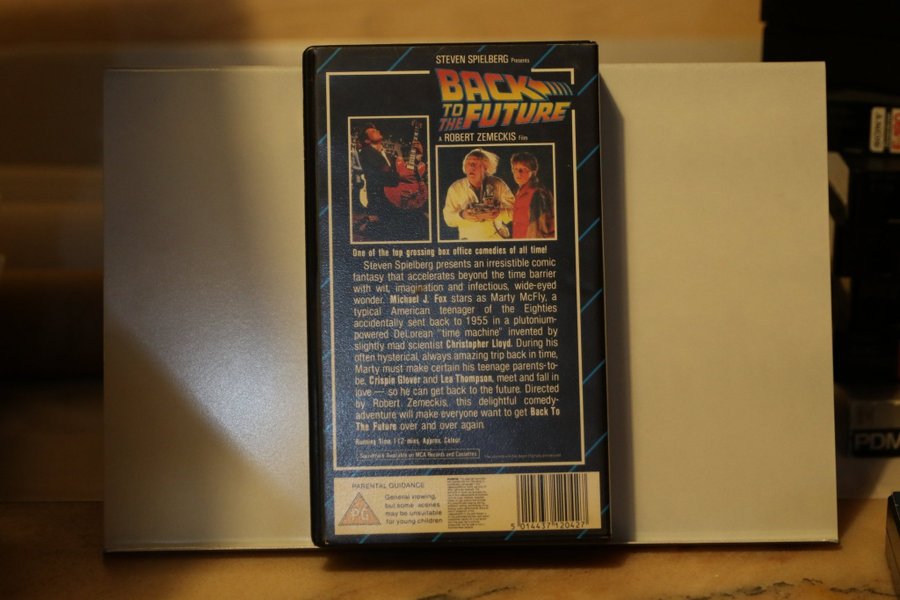 STEVEN SPIELBERG Presents
BACK
TO
THE FUTURE
A ROBERT ZEMECKIS Film
One of the top grossing box office comedies of all time!
Steven Spielberg presents an irresistible comic
fantasy that accelerates beyond the time barrier
with wit, imagination and infectious, wide-eyed
wonder. Michael J. Fox stars as Marty McFly, a
typical American teenager of the Eighties
accidentally sent back to 1955 in a plutonium-
powered DeLorean "time machine" invented by
slightly mad scientist Christopher Lloyd. During his
often hysterical, always amazing trip back in time,
Marty must make certain his teenage parents-to-
be, Crispin Glover and Lea Thompson, meet and fall in
love — so he can get back to the future. Directed
by Robert Zemeckis, this delightful comedy-
adventure will make everyone want to get Back To
The Future over and over again.
Running time 112 mins. Approx. Colour
Soundtrack Available on MCA Records and Cassettes
PARENTAL GUIDANCE
PG
General viewing,
but some scenes
may be unsuitable
for young children
5 014437 120427
PDM